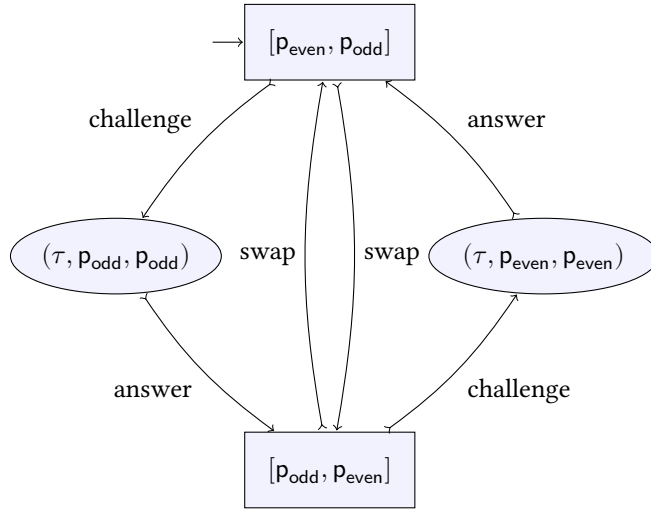 [p_even, p_odd]
challenge
answer
(τ, p_odd, p_odd)
swap
swap
(τ, p_even, p_even)
answer
challenge
[p_odd, p_even]